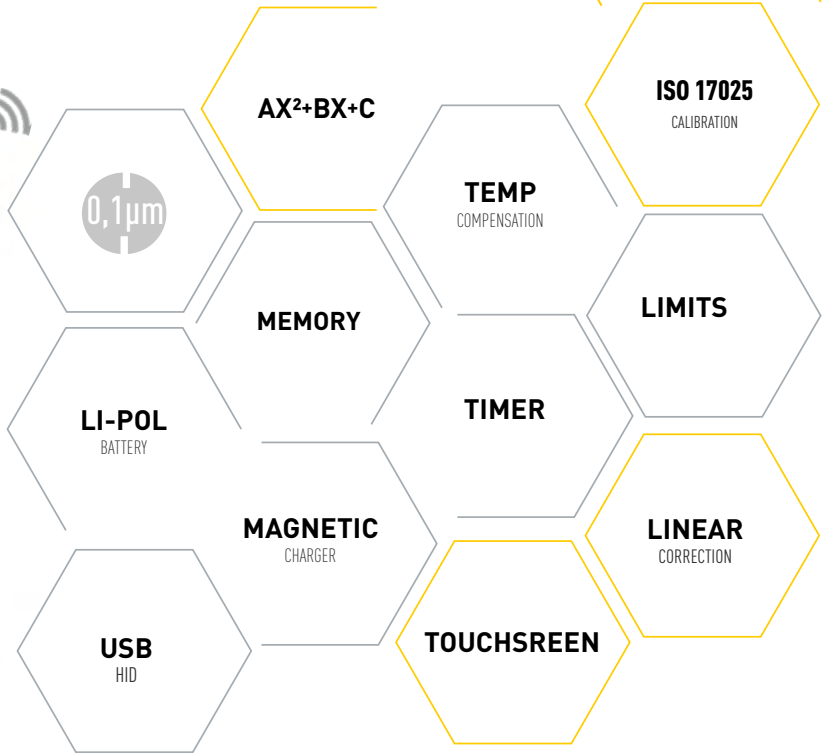 AX²+BX+C
ISO 17025
CALIBRATION
0,1µm
TEMP
COMPENSATION
MEMORY
LIMITS
LI-POL
BATTERY
TIMER
MAGNETIC
CHARGER
LINEAR
CORRECTION
USB
HID
TOUCHSREEN